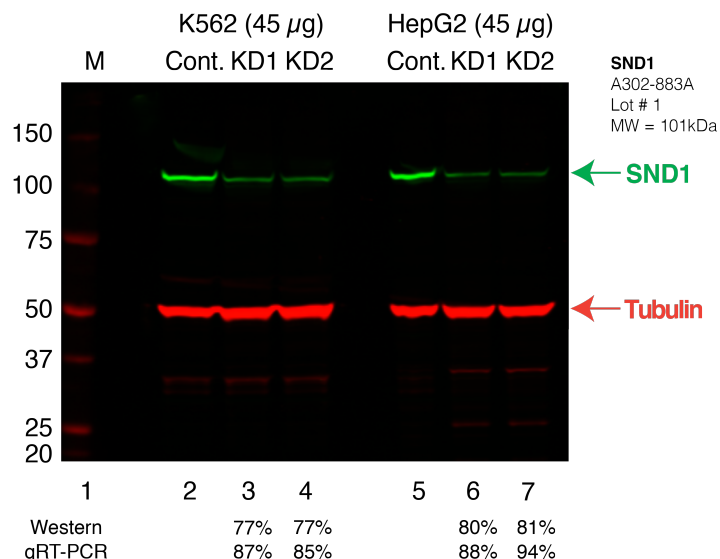 K562 (45 µg) HepG2 (45 µg)
M Cont. KD1 KD2 Cont. KD1 KD2
SND1
A302-883A
Lot # 1
MW = 101kDa
150
100
SND1
75
50
Tubulin
37
25
20
1 2 3 4 5 6 7
Western 77% 77% 80% 81%
qRT-PCR 87% 85% 88% 94%